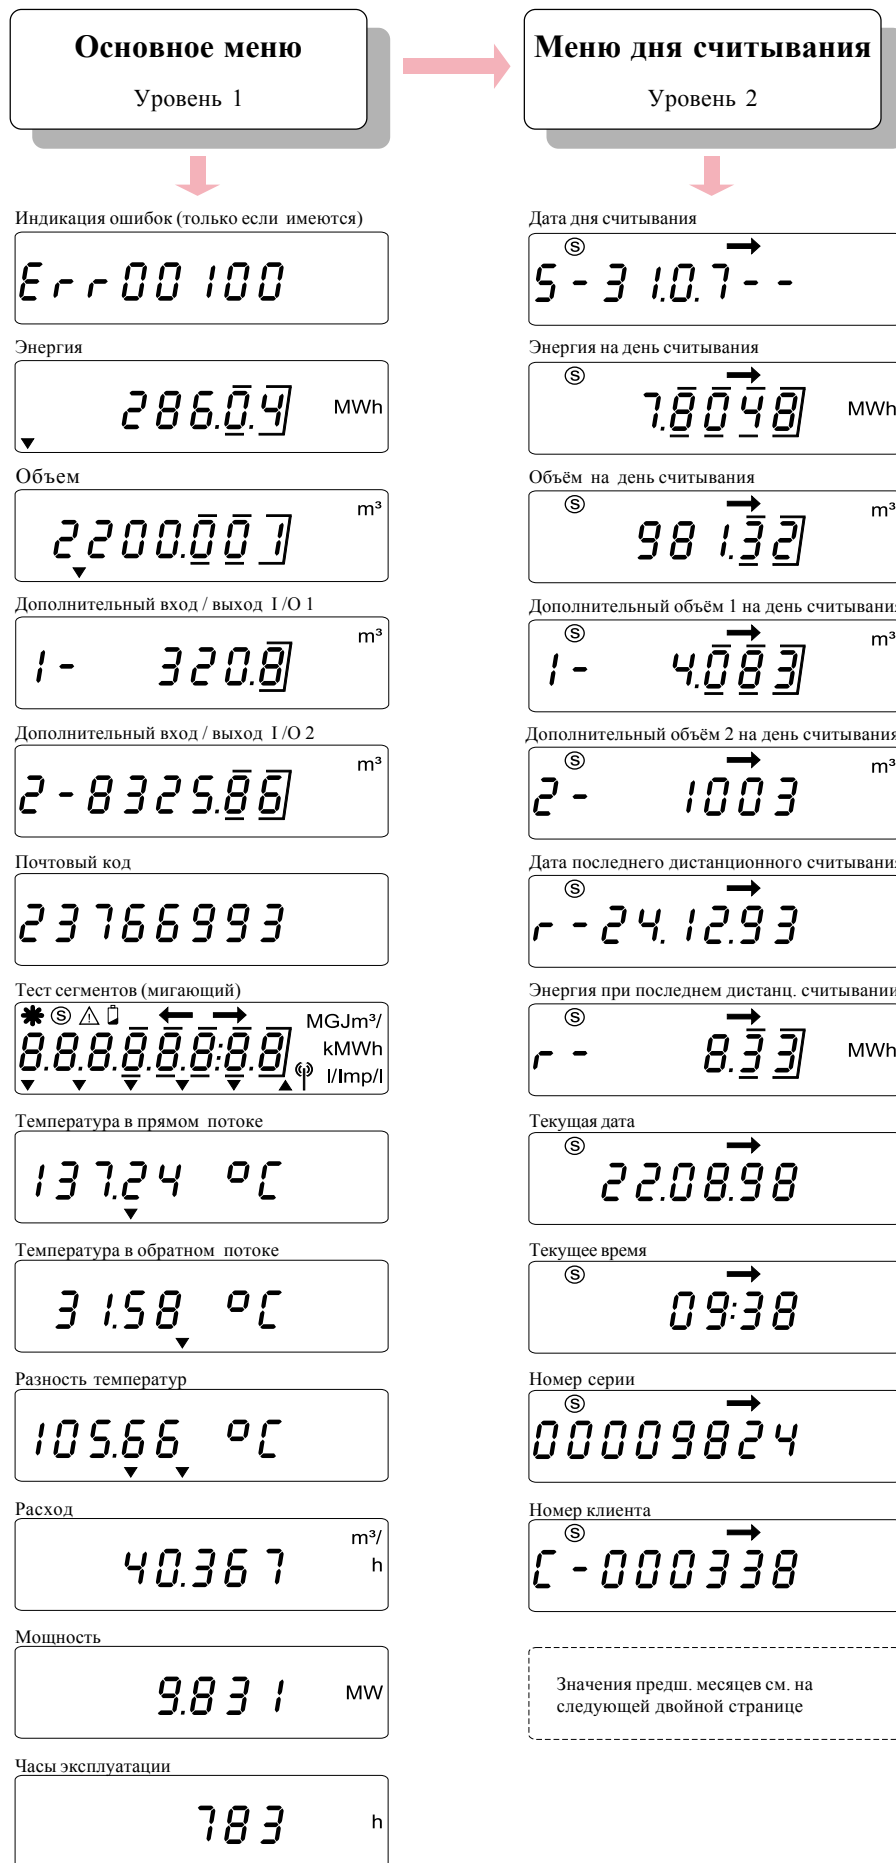 Основное меню
Уровень 1
Индикация ошибок (только если имеются)
Err00100
Энергия
286.04 MWh
Объем
2200.001 m³
Дополнительный вход / выход I /O 1
1- 320.8 m³
Дополнительный вход / выход I /O 2
2-8325.86 m³
Почтовый код
23766993
Тест сегментов (мигающий)
S MGJm³/
8.8.8.8.8.8:8.8 kMWh
l/Imp/l
Температура в прямом потоке
137.24 °C
Температура в обратном потоке
31.58 °C
Разность температур
105.66 °C
Расход
40.367 m³/
h
Мощность
9.831 MW
Часы эксплуатации
783 h
Меню дня считывания
Уровень 2
Дата дня считывания
S
S-31.0.7--
Энергия на день считывания
S
7.8048 MWh
Объём на день считывания
S
981.32 m³
Дополнительный объём 1 на день считывания
S
1- 4.083 m³
Дополнительный объём 2 на день считывания
S
2- 1003 m³
Дата последнего дистанционного считывания
S
r-24.12.93
Энергия при последнем дистанц. считывании
S
r- 8.33 MWh
Текущая дата
S
22.08.98
Текущее время
S
09:38
Номер серии
S
00009824
Номер клиента
S
C-000338
Значения предш. месяцев см. на
следующей двойной странице